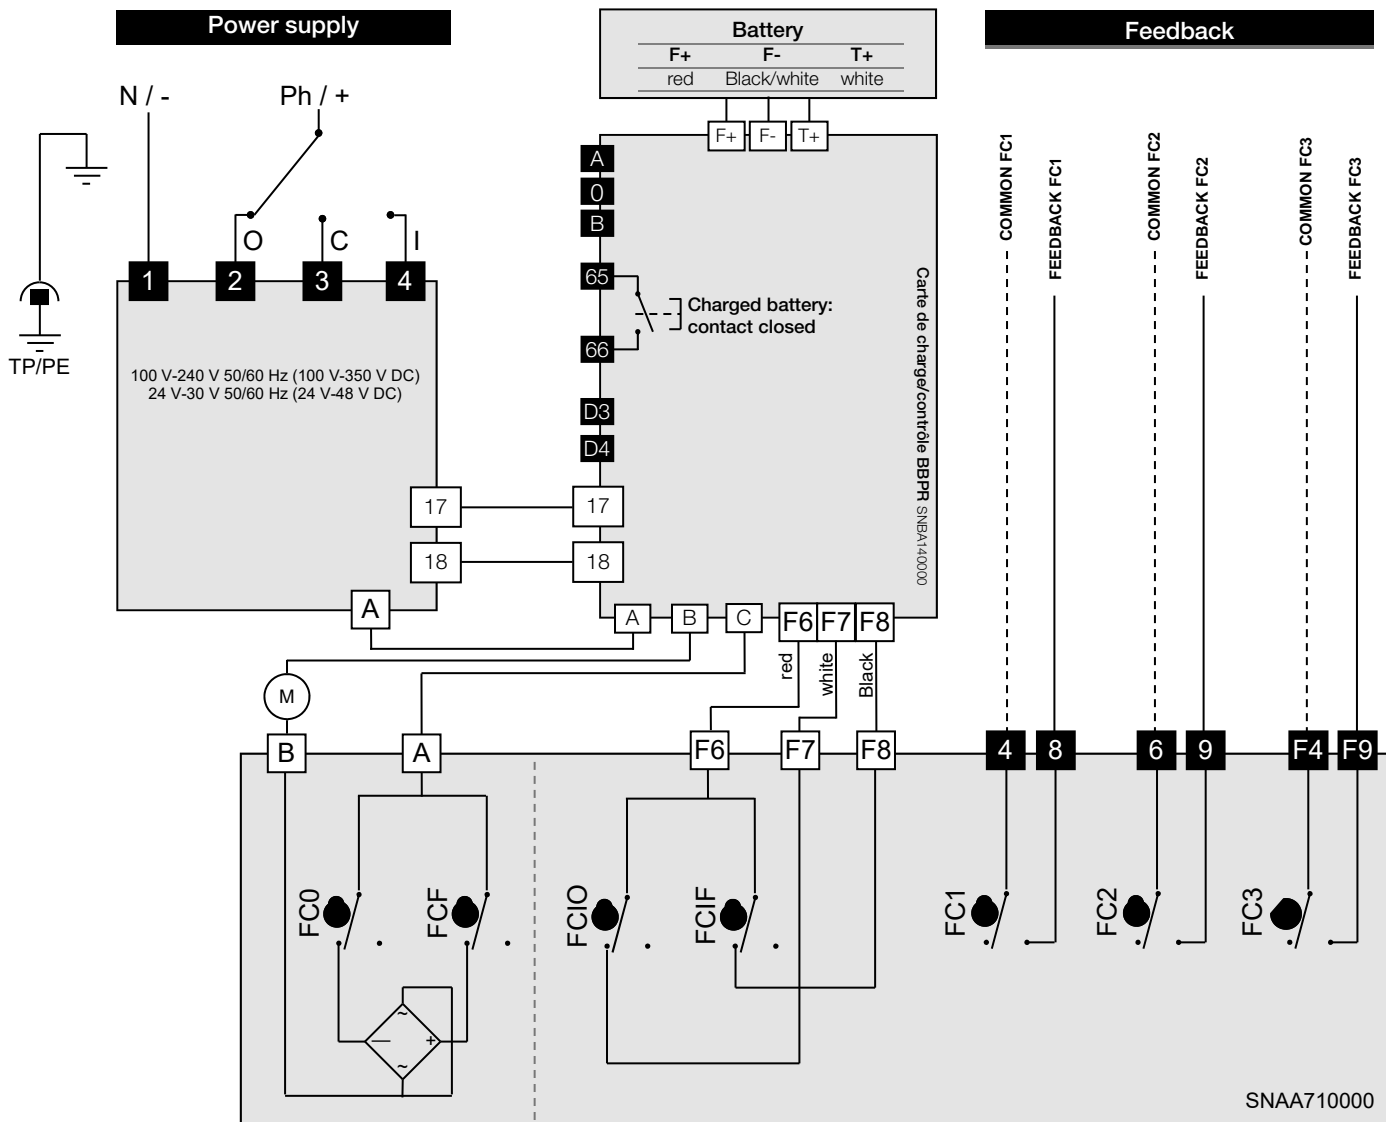 Power supply
Battery
F+ F- T+
red Black/white white
Feedback
N / -
Ph / +
F+ F- T+
A
0
B
65
66
D3
D4
17
18
Charged battery:
contact closed
Carte de charge/contrôle BBPR SNBA140000
O
C
I
1
2
3
4
TP/PE
100 V-240 V 50/60 Hz (100 V-350 V DC)
24 V-30 V 50/60 Hz (24 V-48 V DC)
17
18
A
A
B
C
F6
F7
F8
red
white
Black
COMMON FC1
FEEDBACK FC1
COMMON FC2
FEEDBACK FC2
COMMON FC3
FEEDBACK FC3
M
B
A
F6
F7
F8
4
8
6
9
F4
F9
FC0
FCF
FCIO
FCIF
FC1
FC2
FC3
~
—
+
~
SNAA710000